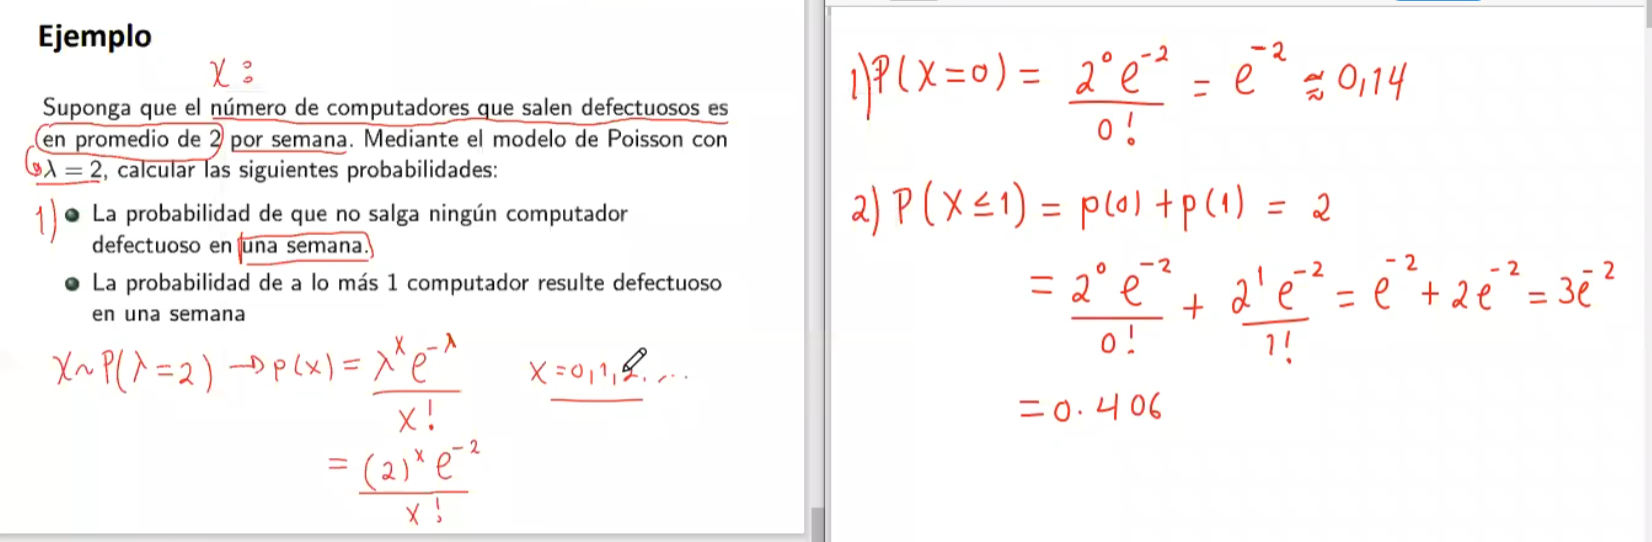 Ejemplo
X:
Suponga que el número de computadores que salen defectuosos es
en promedio de 2 por semana. Mediante el modelo de Poisson con
λ = 2, calcular las siguientes probabilidades:
1) ● La probabilidad de que no salga ningún computador
defectuoso en una semana.
● La probabilidad de a lo más 1 computador resulte defectuoso
en una semana
X~P(λ=2) → p(x) = λ^x e^-λ / x!    x=0,1,2,...
= (2)^x e^-2 / x!
1) P(X=0) = 2^0 e^-2 / 0! = e^-2 ≈ 0,14
2) P(X≤1) = p(0) + p(1) = 2
= 2^0 e^-2 / 0! + 2^1 e^-2 / 1! = e^-2 + 2e^-2 = 3e^-2
= 0.406